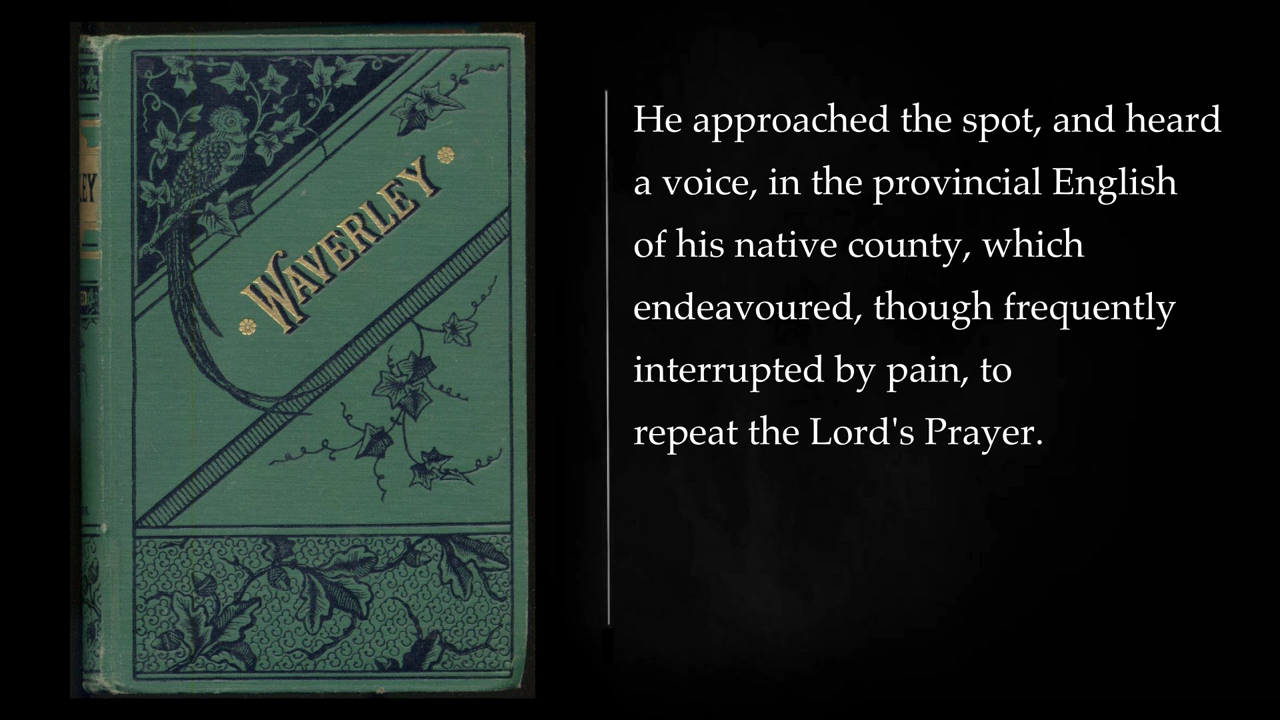 WAVERLEY
He approached the spot, and heard
a voice, in the provincial English
of his native county, which
endeavoured, though frequently
interrupted by pain, to
repeat the Lord's Prayer.